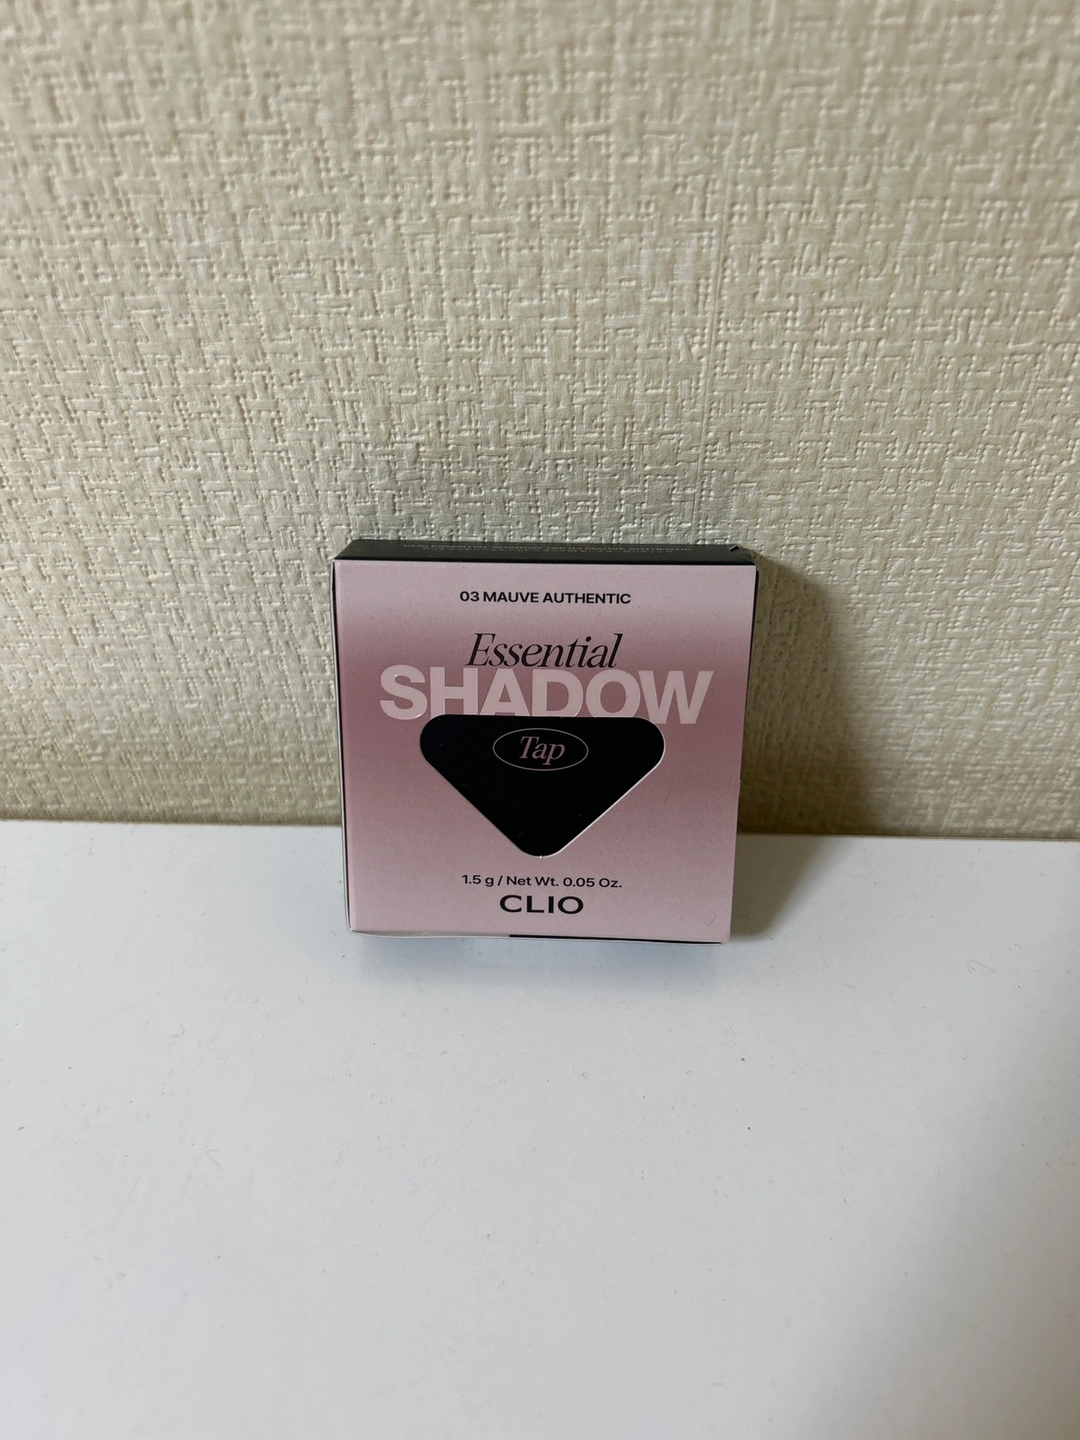 03 MAUVE AUTHENTIC
Essential
SHADOW
Tap
1.5 g / Net Wt. 0.05 Oz.
CLIO